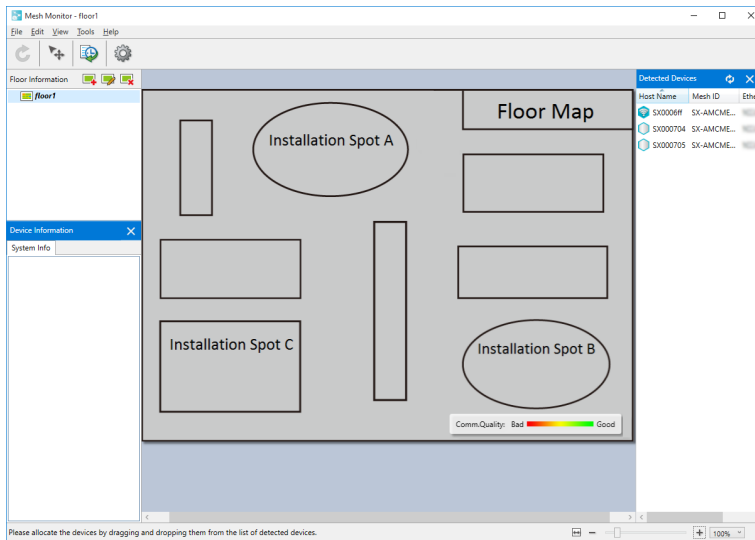 Mesh Monitor - floor1
File Edit View Tools Help
Floor Information
floor1
Device Information
System Info
Installation Spot A
Floor Map
Installation Spot C
Installation Spot B
Comm.Quality: Bad Good
Detected Devices
Host Name Mesh ID Ethe
SX0006ff SX-AMCME...
SX000704 SX-AMCME...
SX000705 SX-AMCME...
Please allocate the devices by dragging and dropping them from the list of detected devices.
100%